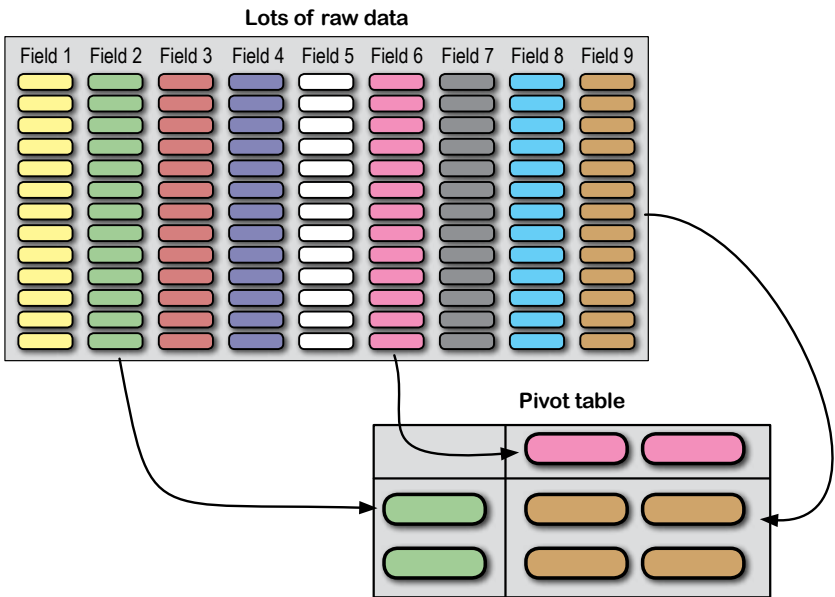 Lots of raw data
Field 1 Field 2 Field 3 Field 4 Field 5 Field 6 Field 7 Field 8 Field 9
Pivot table